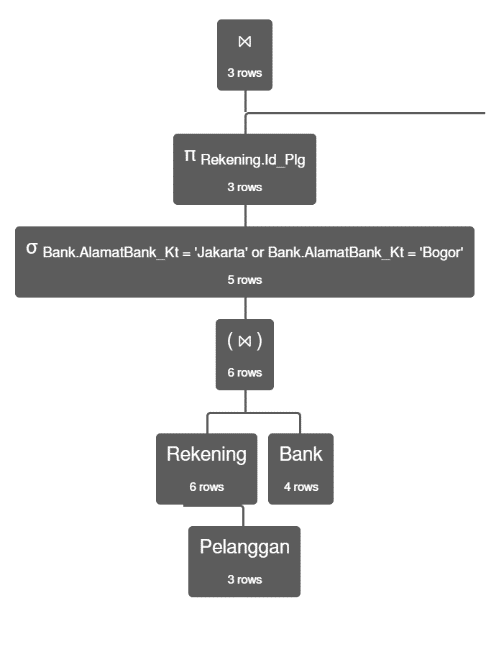 ⋈
3 rows
π Rekening.Id_Plg
3 rows
σ Bank.AlamatBank_Kt = 'Jakarta' or Bank.AlamatBank_Kt = 'Bogor'
5 rows
( ⋈ )
6 rows
Rekening
6 rows
Bank
4 rows
Pelanggan
3 rows